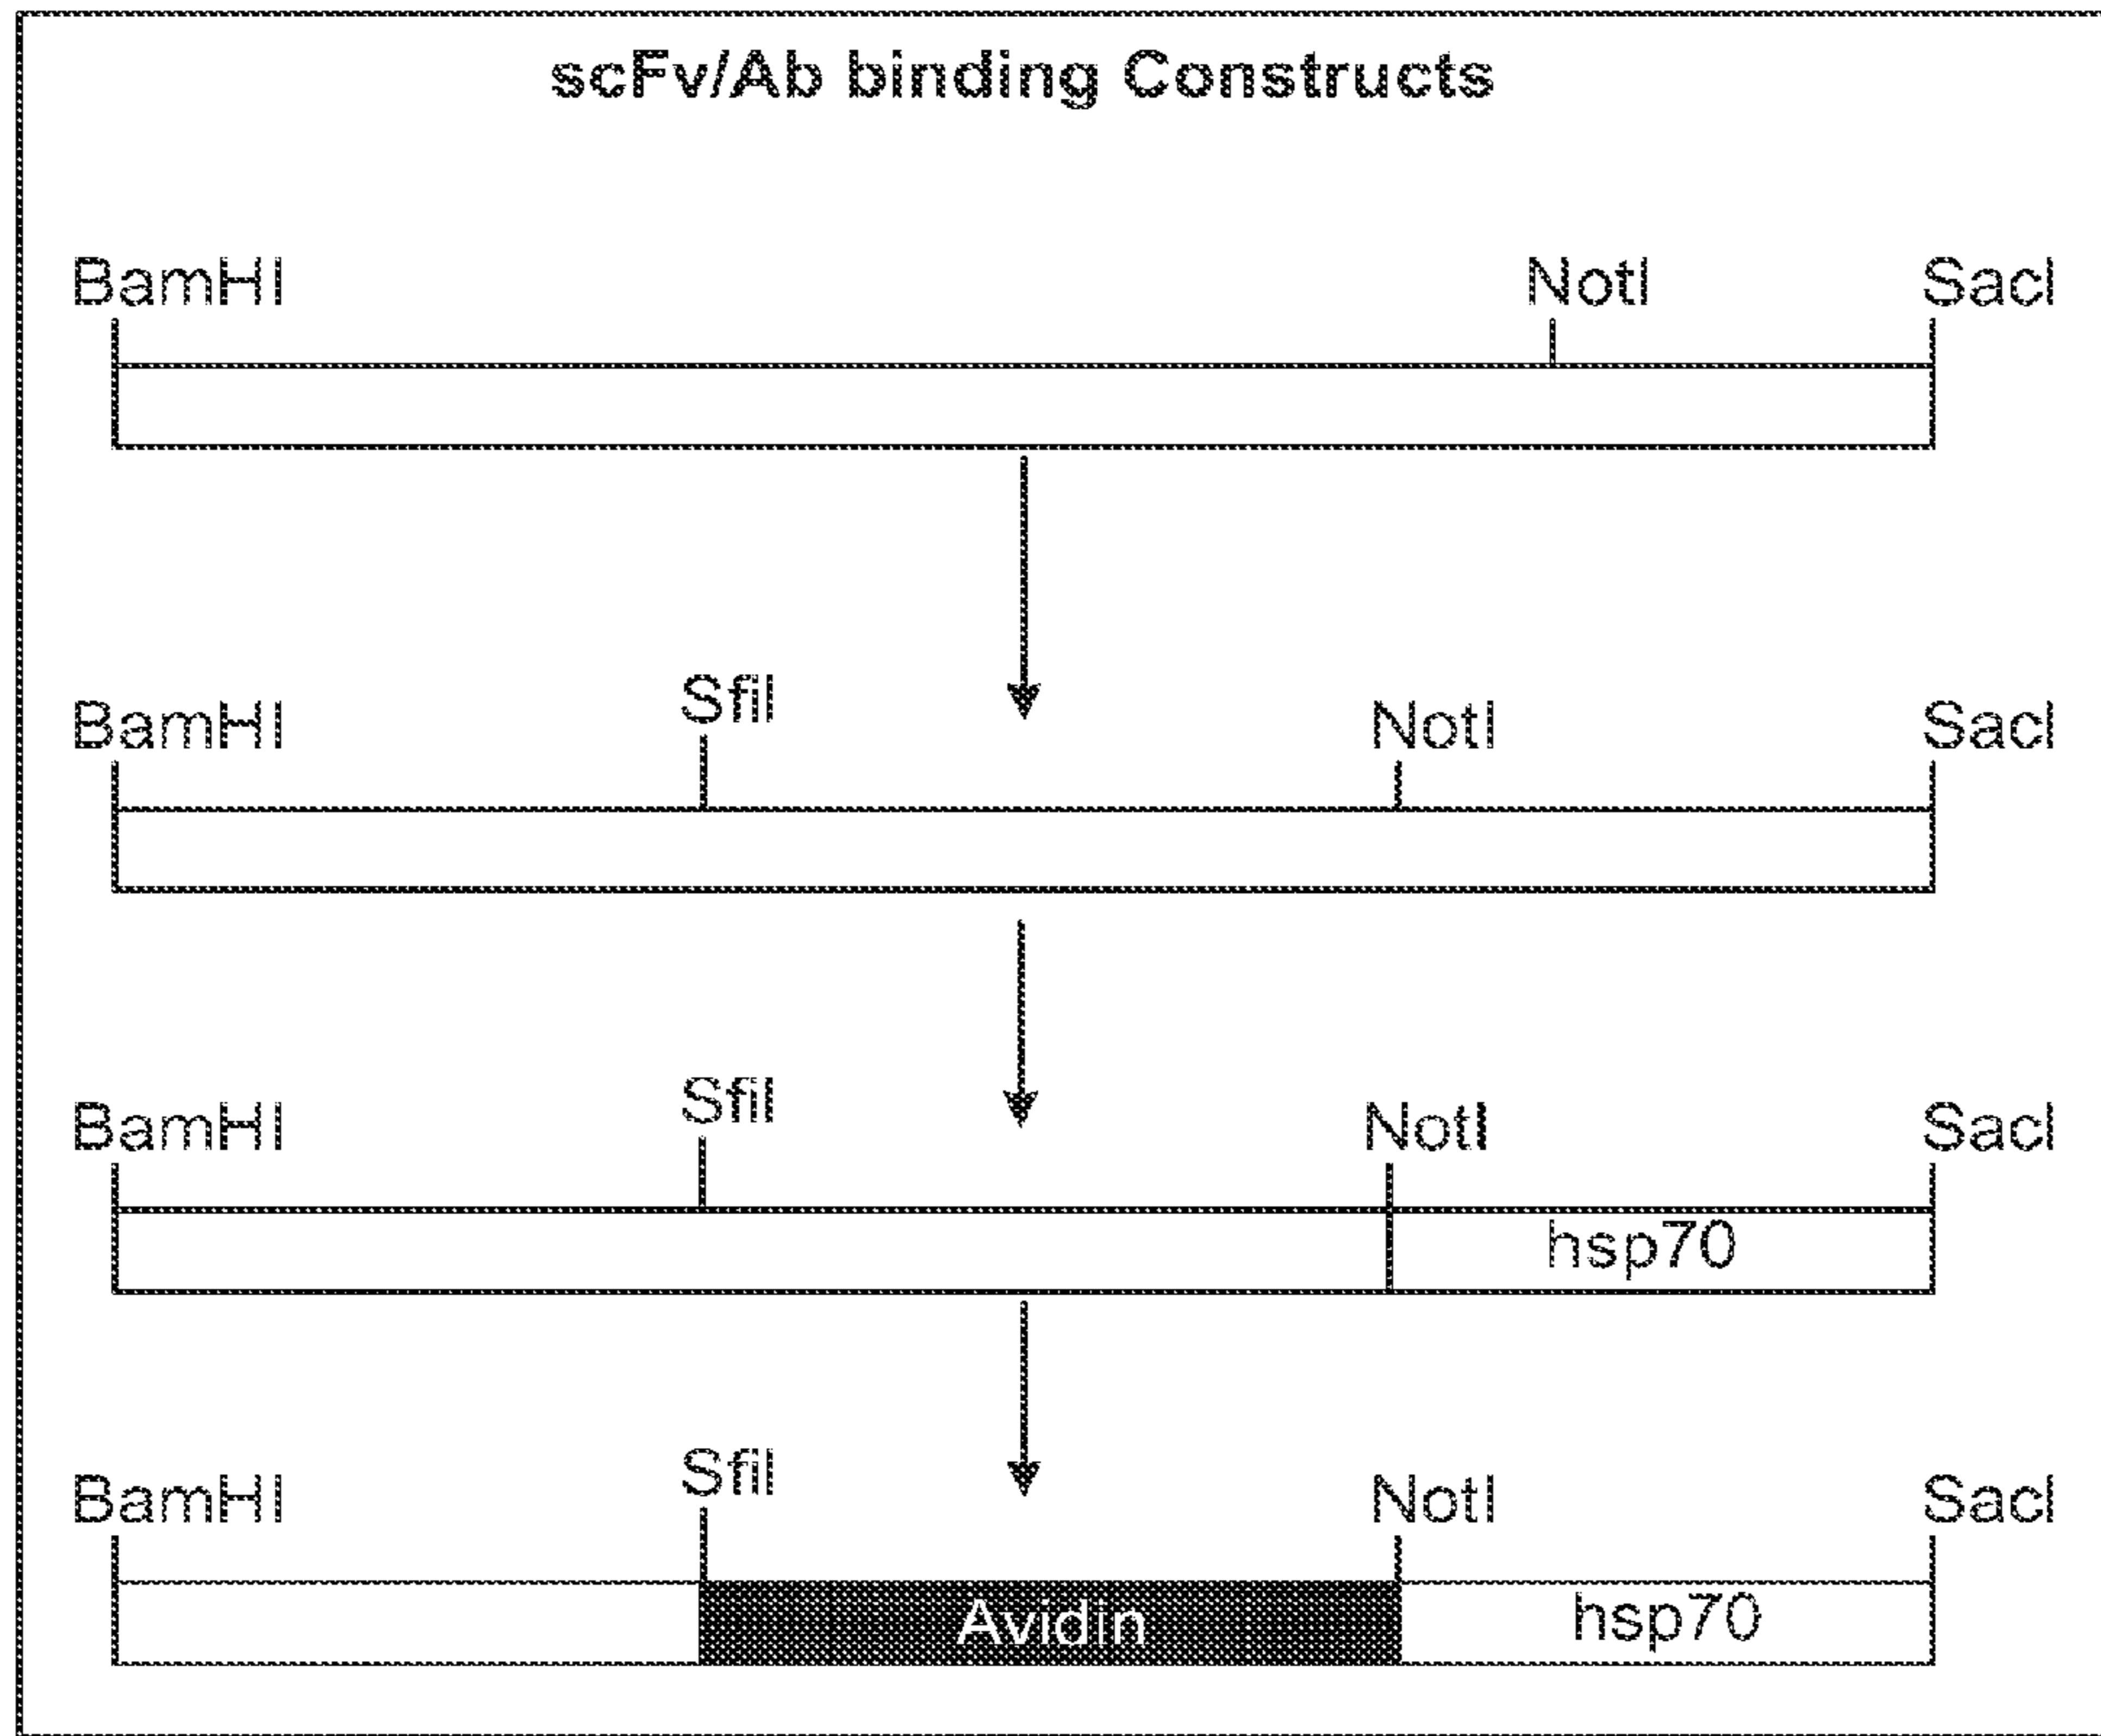 scFv/Ab binding Constructs
BamHI NotI SacI
BamHI SfiI NotI SacI
BamHI SfiI NotI SacI
hsp70
BamHI SfiI NotI SacI
Avidin hsp70